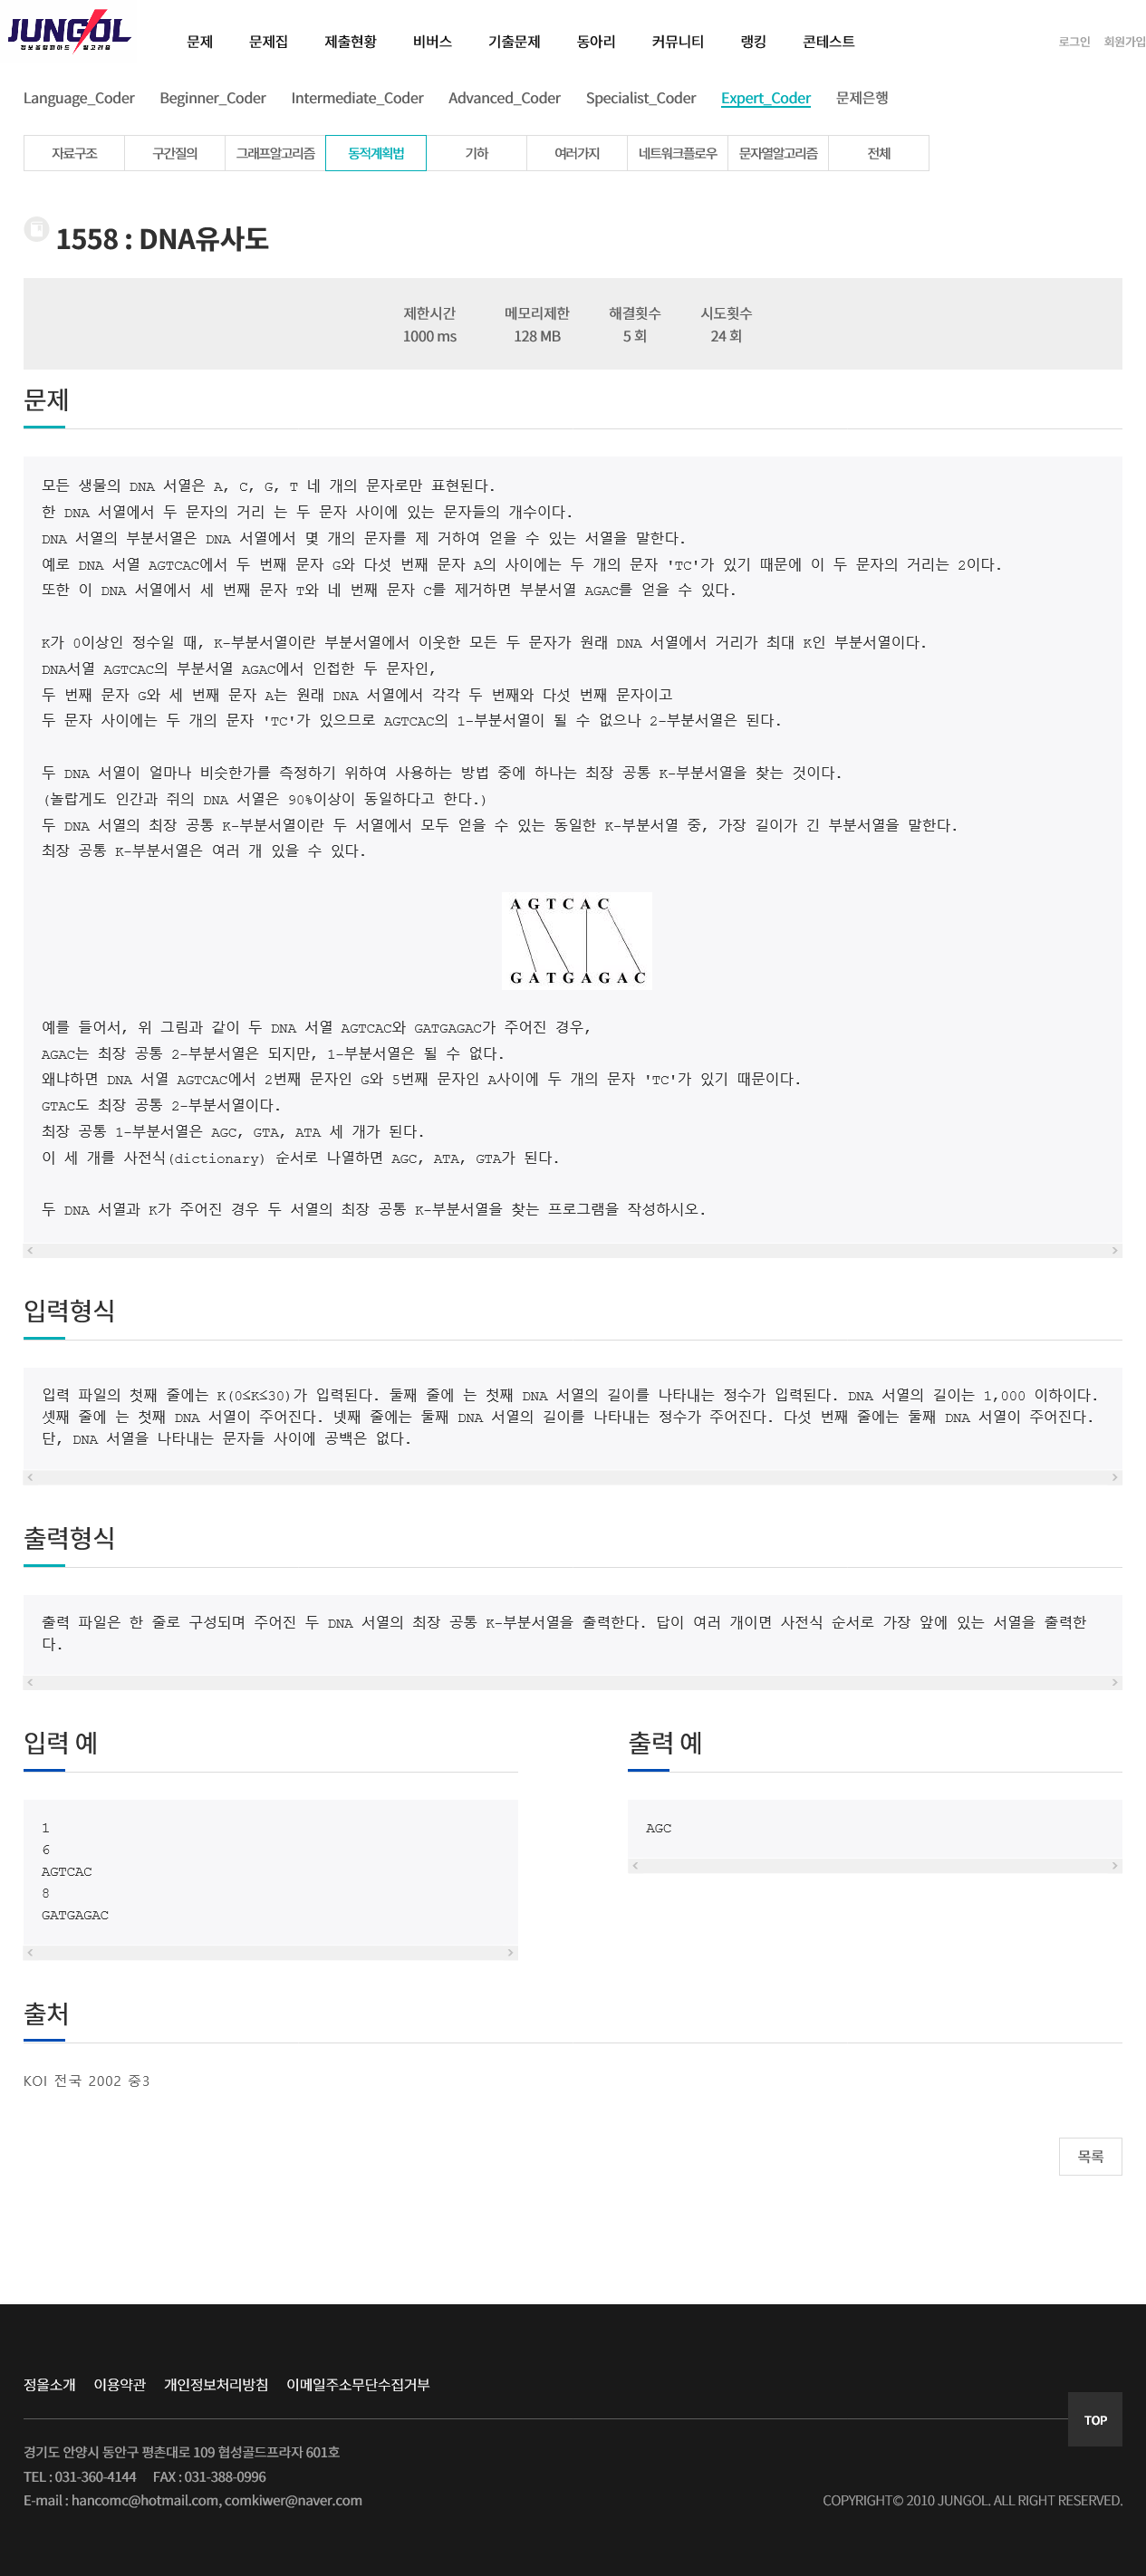 JUNGOL
정보올림피아드 알고리즘
문제 문제집 제출현황 비버스 기출문제 동아리 커뮤니티 랭킹 콘테스트 로그인 회원가입
Language_Coder Beginner_Coder Intermediate_Coder Advanced_Coder Specialist_Coder Expert_Coder 문제은행
자료구조 구간질의 그래프알고리즘 동적계획법 기하 여러가지 네트워크플로우 문자열알고리즘 전체
1558 : DNA유사도
제한시간 메모리제한 해결횟수 시도횟수
1000 ms 128 MB 5 회 24 회
문제
모든 생물의 DNA 서열은 A, C, G, T 네 개의 문자로만 표현된다.
한 DNA 서열에서 두 문자의 거리 는 두 문자 사이에 있는 문자들의 개수이다.
DNA 서열의 부분서열은 DNA 서열에서 몇 개의 문자를 제 거하여 얻을 수 있는 서열을 말한다.
예로 DNA 서열 AGTCAC에서 두 번째 문자 G와 다섯 번째 문자 A의 사이에는 두 개의 문자 'TC'가 있기 때문에 이 두 문자의 거리는 2이다.
또한 이 DNA 서열에서 세 번째 문자 T와 네 번째 문자 C를 제거하면 부분서열 AGAC를 얻을 수 있다.
K가 0이상인 정수일 때, K-부분서열이란 부분서열에서 이웃한 모든 두 문자가 원래 DNA 서열에서 거리가 최대 K인 부분서열이다.
DNA서열 AGTCAC의 부분서열 AGAC에서 인접한 두 문자인,
두 번째 문자 G와 세 번째 문자 A는 원래 DNA 서열에서 각각 두 번째와 다섯 번째 문자이고
두 문자 사이에는 두 개의 문자 'TC'가 있으므로 AGTCAC의 1-부분서열이 될 수 없으나 2-부분서열은 된다.
두 DNA 서열이 얼마나 비슷한가를 측정하기 위하여 사용하는 방법 중에 하나는 최장 공통 K-부분서열을 찾는 것이다.
(놀랍게도 인간과 쥐의 DNA 서열은 90%이상이 동일하다고 한다.)
두 DNA 서열의 최장 공통 K-부분서열이란 두 서열에서 모두 얻을 수 있는 동일한 K-부분서열 중, 가장 길이가 긴 부분서열을 말한다.
최장 공통 K-부분서열은 여러 개 있을 수 있다.
A G T C A C
G A T G A G A C
예를 들어서, 위 그림과 같이 두 DNA 서열 AGTCAC와 GATGAGAC가 주어진 경우,
AGAC는 최장 공통 2-부분서열은 되지만, 1-부분서열은 될 수 없다.
왜냐하면 DNA 서열 AGTCAC에서 2번째 문자인 G와 5번째 문자인 A사이에 두 개의 문자 'TC'가 있기 때문이다.
GTAC도 최장 공통 2-부분서열이다.
최장 공통 1-부분서열은 AGC, GTA, ATA 세 개가 된다.
이 세 개를 사전식(dictionary) 순서로 나열하면 AGC, ATA, GTA가 된다.
두 DNA 서열과 K가 주어진 경우 두 서열의 최장 공통 K-부분서열을 찾는 프로그램을 작성하시오.
입력형식
입력 파일의 첫째 줄에는 K(0≤K≤30)가 입력된다. 둘째 줄에 는 첫째 DNA 서열의 길이를 나타내는 정수가 입력된다. DNA 서열의 길이는 1,000 이하이다.
셋째 줄에 는 첫째 DNA 서열이 주어진다. 넷째 줄에는 둘째 DNA 서열의 길이를 나타내는 정수가 주어진다. 다섯 번째 줄에는 둘째 DNA 서열이 주어진다.
단, DNA 서열을 나타내는 문자들 사이에 공백은 없다.
출력형식
출력 파일은 한 줄로 구성되며 주어진 두 DNA 서열의 최장 공통 K-부분서열을 출력한다. 답이 여러 개이면 사전식 순서로 가장 앞에 있는 서열을 출력한
다.
입력 예
1
6
AGTCAC
8
GATGAGAC
출력 예
AGC
출처
KOI 전국 2002 중3
목록
정올소개 이용약관 개인정보처리방침 이메일주소무단수집거부
TOP
경기도 안양시 동안구 평촌대로 109 협성골드프라자 601호
TEL : 031-360-4144 FAX : 031-388-0996
E-mail : hancomc@hotmail.com, comkiwer@naver.com
COPYRIGHT© 2010 JUNGOL. ALL RIGHT RESERVED.